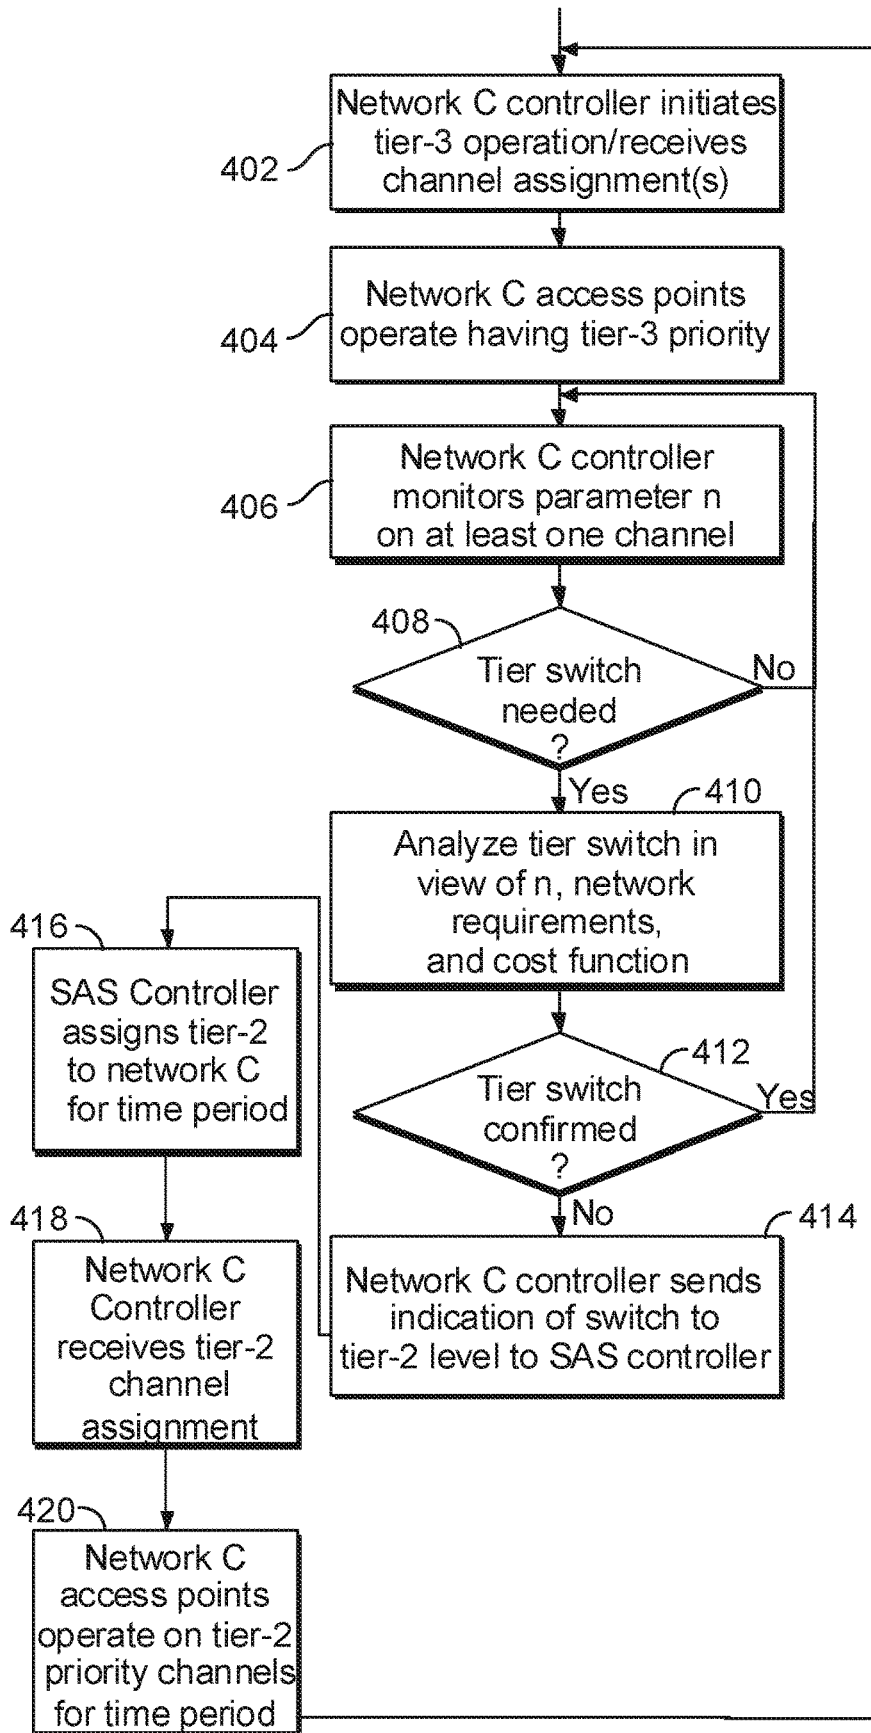 402
Network C controller initiates
tier-3 operation/receives
channel assignment(s)
404
Network C access points
operate having tier-3 priority
406
Network C controller
monitors parameter n
on at least one channel
408
Tier switch
needed
?
No
Yes
410
Analyze tier switch in
view of n, network
requirements,
and cost function
412
Tier switch
confirmed
?
Yes
No
414
Network C controller sends
indication of switch to
tier-2 level to SAS controller
416
SAS Controller
assigns tier-2
to network C
for time period
418
Network C
Controller
receives tier-2
channel
assignment
420
Network C
access points
operate on tier-2
priority channels
for time period